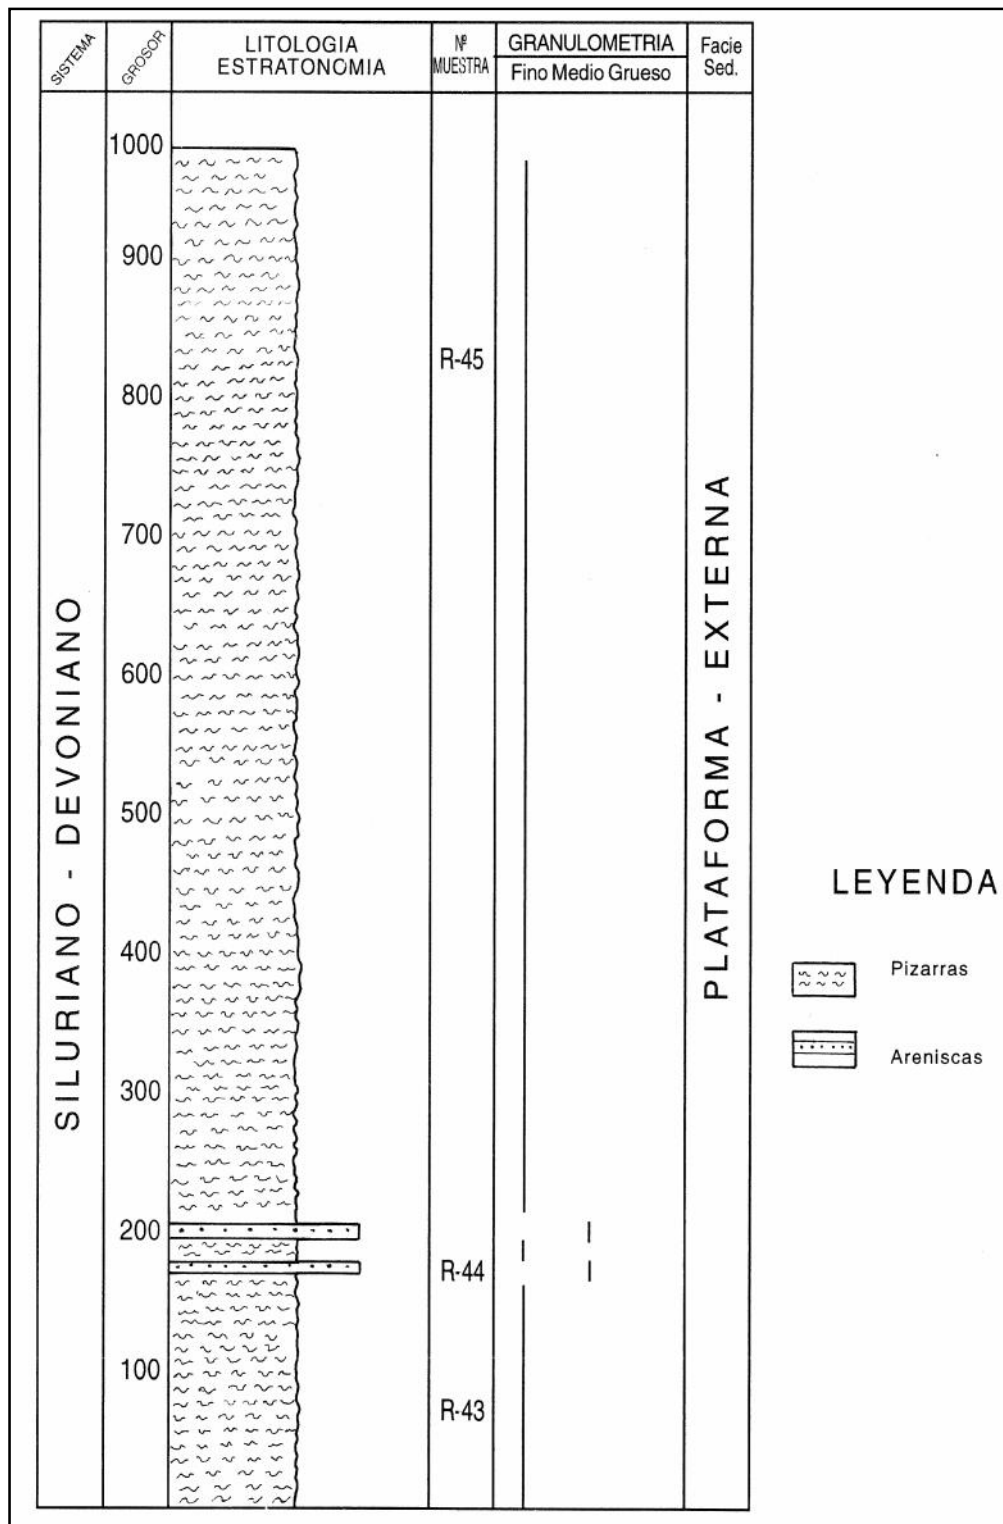 SISTEMA
GROSOR
LITOLOGIA
ESTRATONOMIA
Nº
MUESTRA
GRANULOMETRIA
Fino Medio Grueso
Facie
Sed.
1000
900
800
700
600
500
400
300
200
100
SILURIANO - DEVONIANO
R-45
R-44
R-43
PLATAFORMA - EXTERNA
LEYENDA
Pizarras
Areniscas